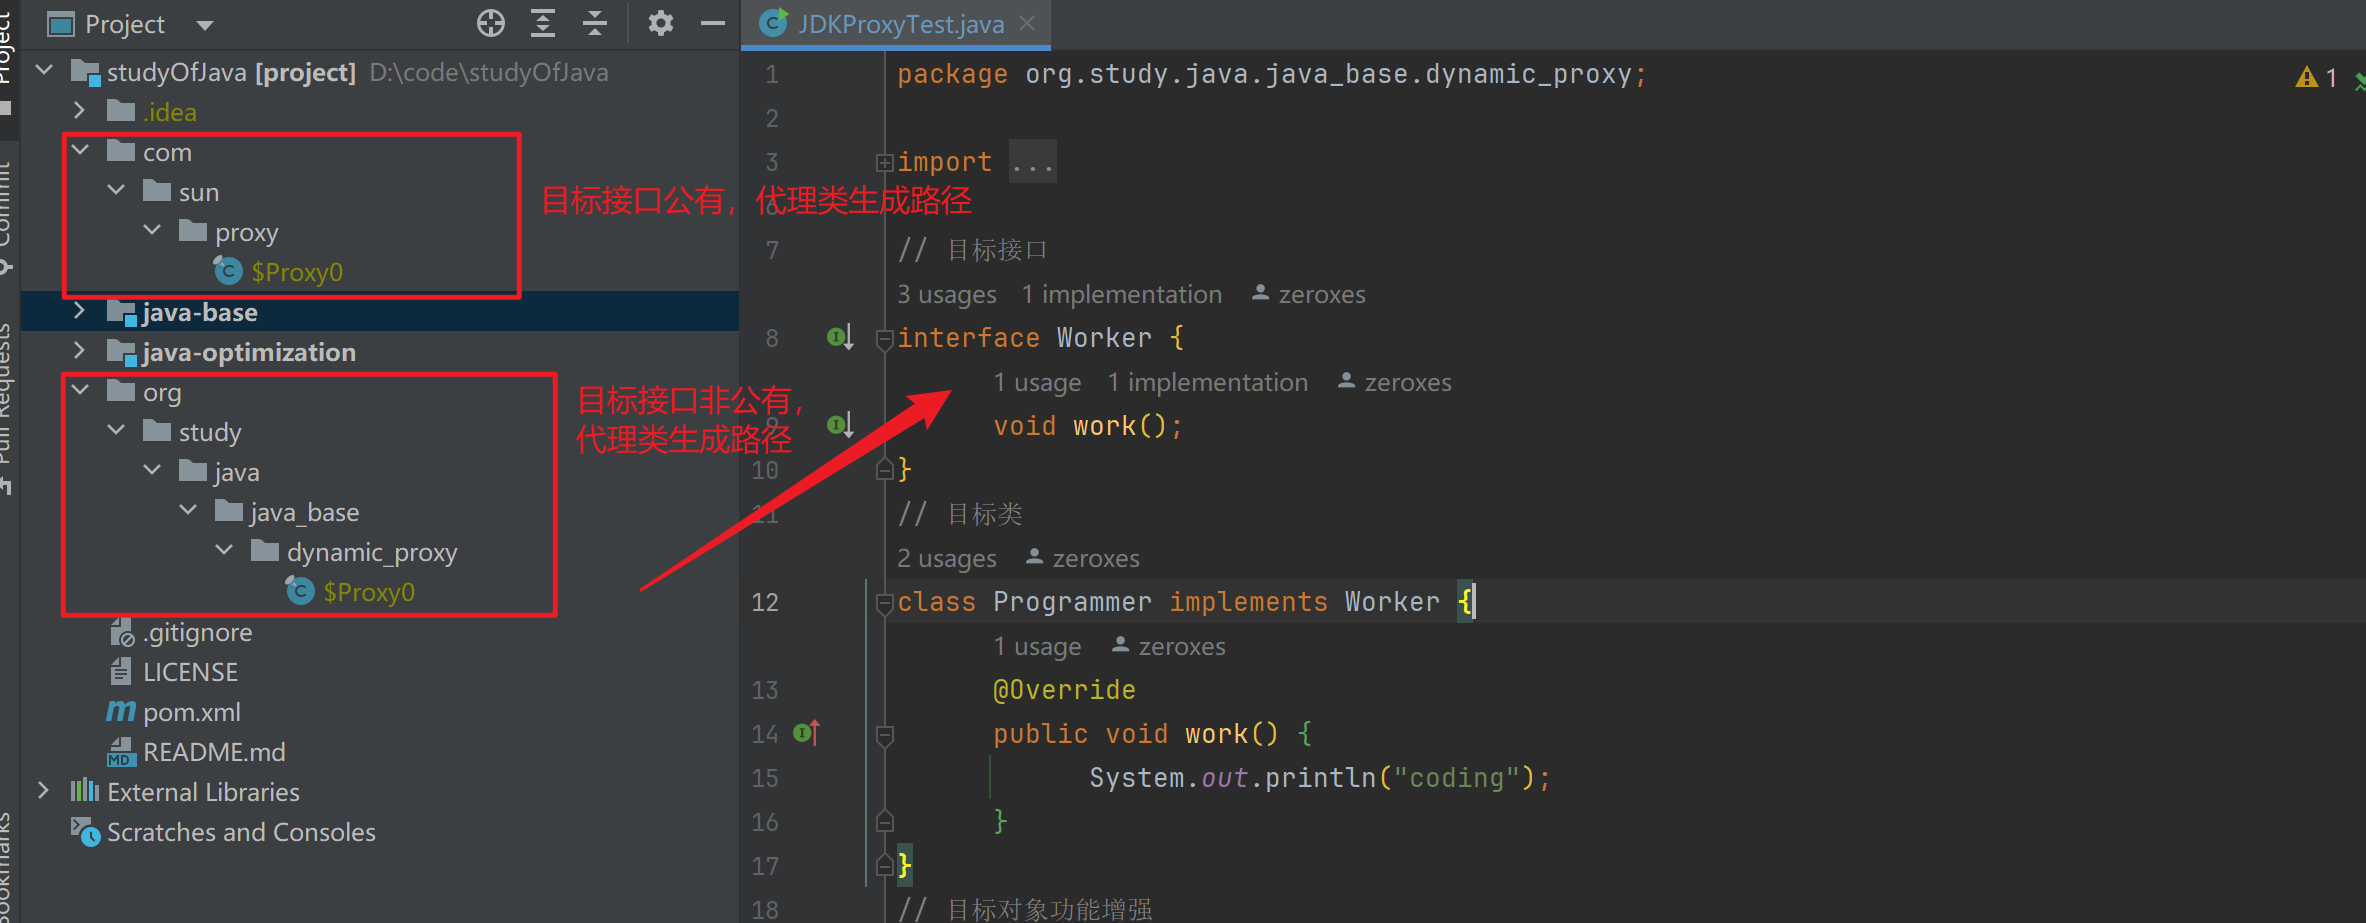 Project
JDKProxyTest.java
studyOfJava [project] D:\code\studyOfJava
.idea
com
sun
proxy
$Proxy0
java-base
java-optimization
org
study
java
java_base
dynamic_proxy
$Proxy0
.gitignore
LICENSE
pom.xml
README.md
External Libraries
Scratches and Consoles
Project
Commit
Pull Requests
Bookmarks
目标接口公有，代理类生成路径
目标接口非公有，
代理类生成路径
1 package org.study.java.java_base.dynamic_proxy;
1
2
3 import ...
6
7 // 目标接口
3 usages 1 implementation zeroxes
8 interface Worker {
1 usage 1 implementation zeroxes
9 void work();
10 }
11 // 目标类
2 usages zeroxes
12 class Programmer implements Worker {
1 usage zeroxes
13 @Override
14 public void work() {
15 System.out.println("coding");
16 }
17 }
18 // 目标对象功能增强